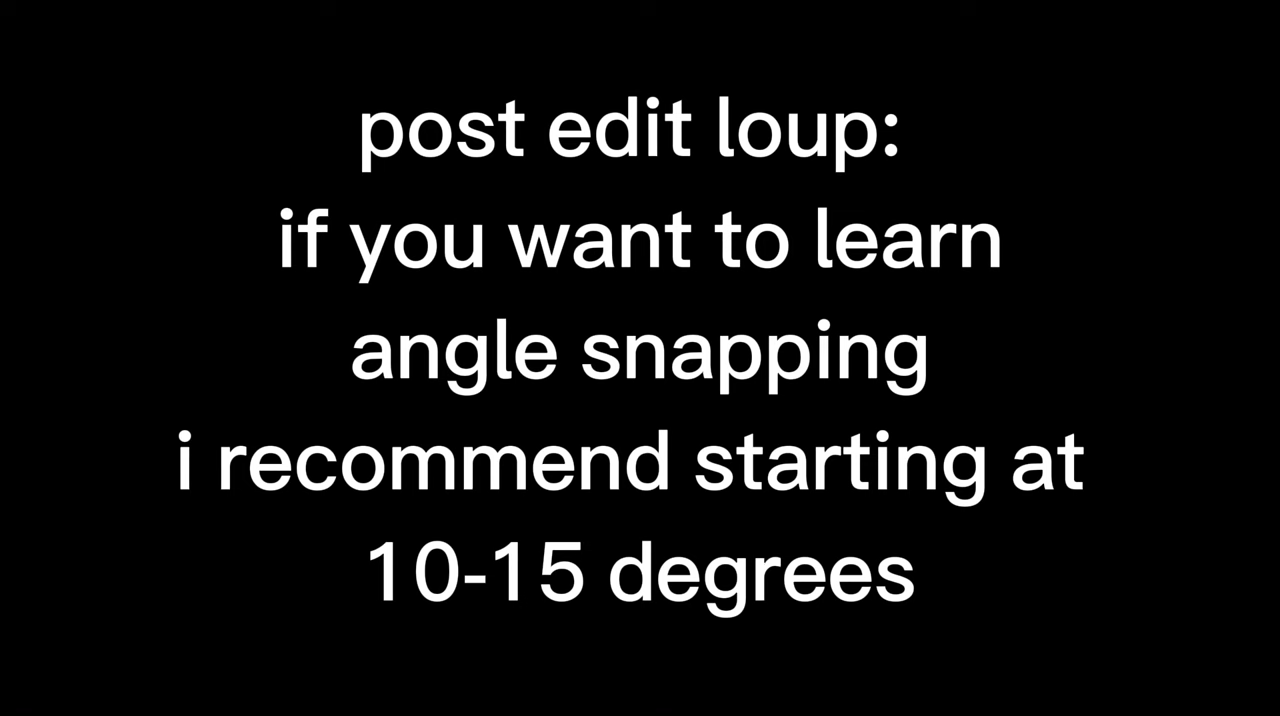 post edit loup:
if you want to learn
angle snapping
i recommend starting at
10-15 degrees